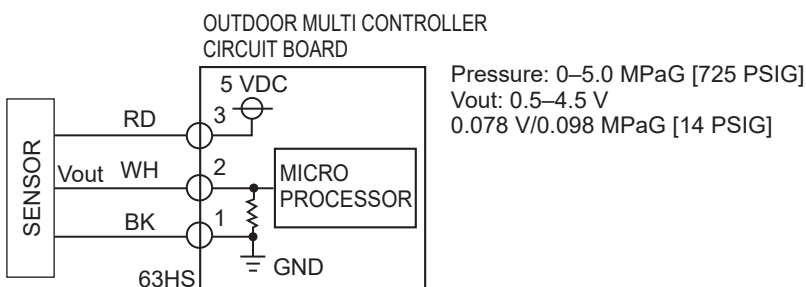 OUTDOOR MULTI CONTROLLER
CIRCUIT BOARD
Pressure: 0–5.0 MPaG [725 PSIG]
Vout: 0.5–4.5 V
0.078 V/0.098 MPaG [14 PSIG]
5 VDC
SENSOR
RD
3
Vout
WH
2
MICRO
PROCESSOR
BK
1
GND
63HS